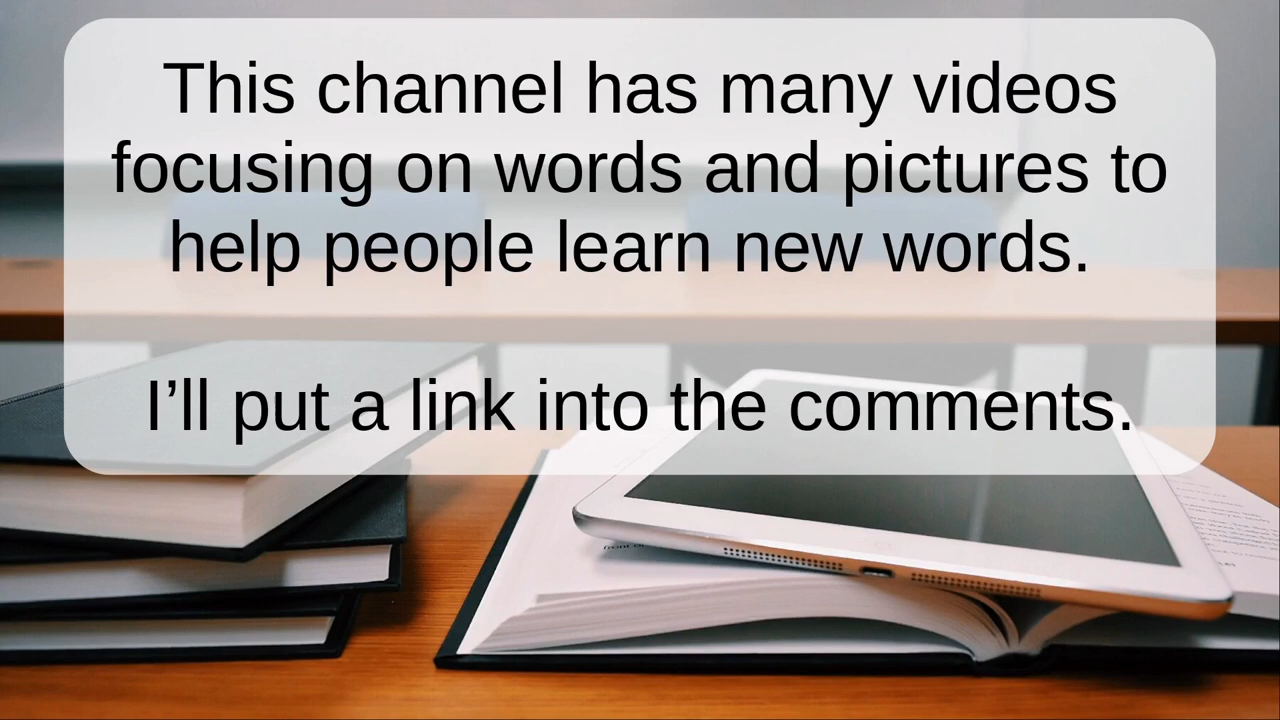 This channel has many videos
focusing on words and pictures to
help people learn new words.
I’ll put a link into the comments.